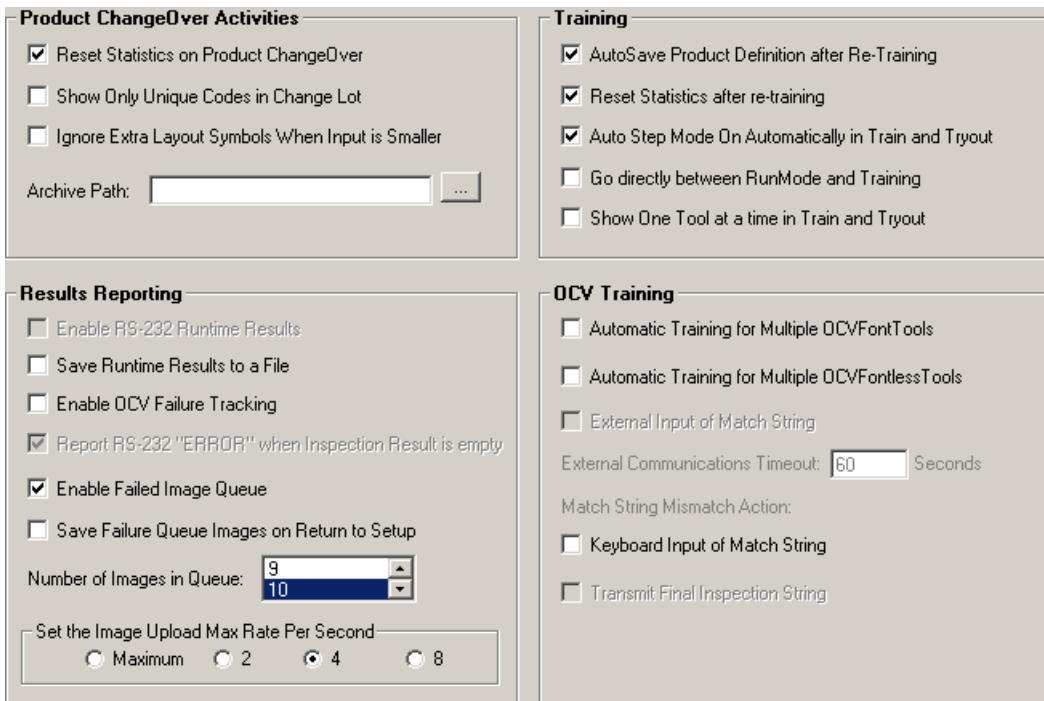 Product ChangeOver Activities
Reset Statistics on Product ChangeOver
Show Only Unique Codes in Change Lot
Ignore Extra Layout Symbols When Input is Smaller
Archive Path:
...
Training
AutoSave Product Definition after Re-Training
Reset Statistics after re-training
Auto Step Mode On Automatically in Train and Tryout
Go directly between RunMode and Training
Show One Tool at a time in Train and Tryout
Results Reporting
Enable RS-232 Runtime Results
Save Runtime Results to a File
Enable OCV Failure Tracking
Report RS-232 "ERROR" when Inspection Result is empty
Enable Failed Image Queue
Save Failure Queue Images on Return to Setup
Number of Images in Queue:
9
10
Set the Image Upload Max Rate Per Second
Maximum 2 4 8
OCV Training
Automatic Training for Multiple OCVFontTools
Automatic Training for Multiple OCVFontlessTools
External Input of Match String
External Communications Timeout: 60 Seconds
Match String Mismatch Action:
Keyboard Input of Match String
Transmit Final Inspection String